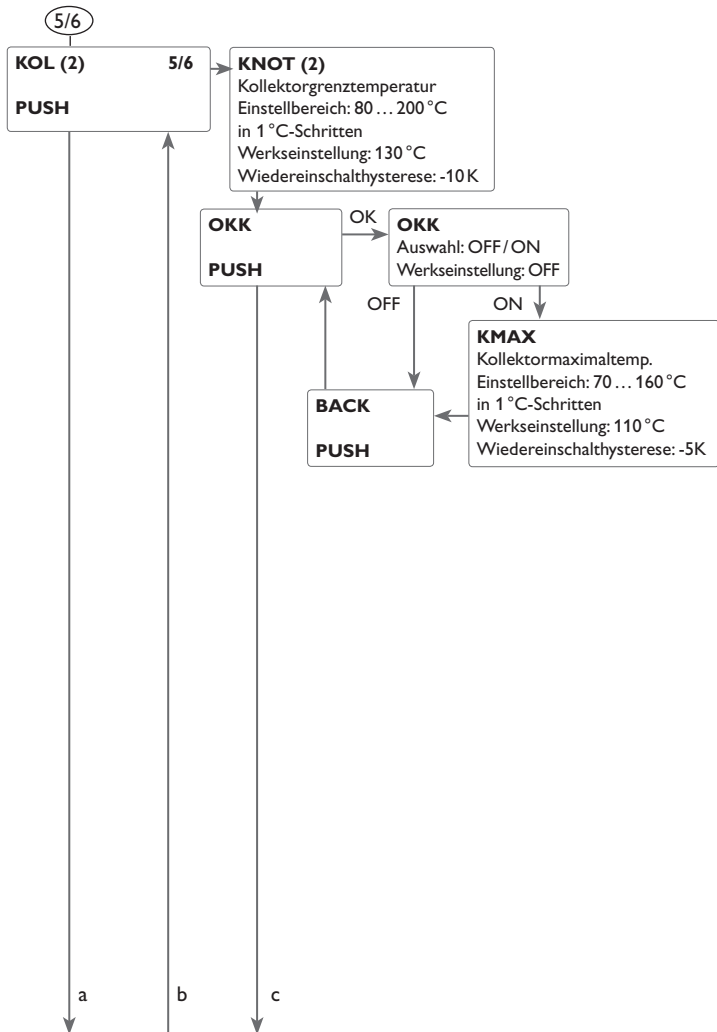 5/6
KOL (2) 5/6
PUSH
KNOT (2)
Kollektorgrenztemperatur
Einstellbereich: 80 … 200 °C
in 1 °C-Schritten
Werkseinstellung: 130 °C
Wiedereinschalthysterese: -10 K
OKK
PUSH
OK
OKK
Auswahl: OFF / ON
Werkseinstellung: OFF
OFF
ON
KMAX
Kollektormaximaltemp.
Einstellbereich: 70 … 160 °C
in 1 °C-Schritten
Werkseinstellung: 110 °C
Wiedereinschalthysterese: -5K
BACK
PUSH
a
b
c